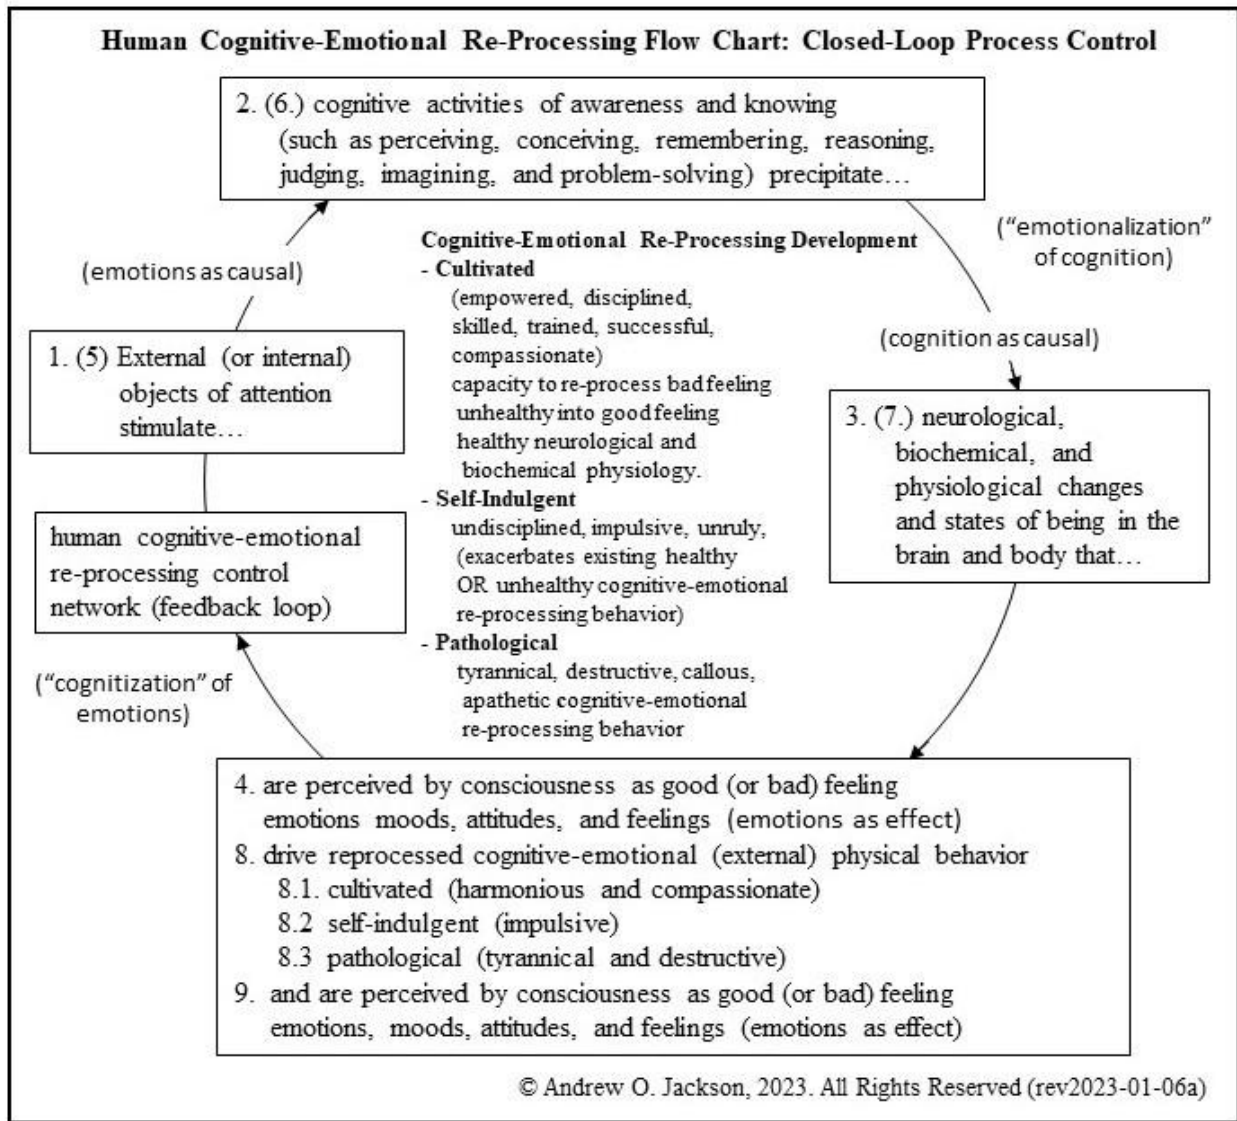 Human Cognitive-Emotional Re-Processing Flow Chart: Closed-Loop Process Control
2. (6.) cognitive activities of awareness and knowing
(such as perceiving, conceiving, remembering, reasoning,
judging, imagining, and problem-solving) precipitate…
("emotionalization"
of cognition)
(cognition as causal)
(emotions as causal)
1. (5) External (or internal)
objects of attention
stimulate…
human cognitive-emotional
re-processing control
network (feedback loop)
("cognitization" of
emotions)
Cognitive-Emotional Re-Processing Development
- Cultivated
(empowered, disciplined,
skilled, trained, successful,
compassionate)
capacity to re-process bad feeling
unhealthy into good feeling
healthy neurological and
biochemical physiology.
- Self-Indulgent
undisciplined, impulsive, unruly,
(exacerbates existing healthy
OR unhealthy cognitive-emotional
re-processing behavior)
- Pathological
tyrannical, destructive, callous,
apathetic cognitive-emotional
re-processing behavior
3. (7.) neurological,
biochemical, and
physiological changes
and states of being in the
brain and body that…
4. are perceived by consciousness as good (or bad) feeling
emotions moods, attitudes, and feelings (emotions as effect)
8. drive reprocessed cognitive-emotional (external) physical behavior
8.1. cultivated (harmonious and compassionate)
8.2 self-indulgent (impulsive)
8.3 pathological (tyrannical and destructive)
9. and are perceived by consciousness as good (or bad) feeling
emotions, moods, attitudes, and feelings (emotions as effect)
© Andrew O. Jackson, 2023. All Rights Reserved (rev2023-01-06a)